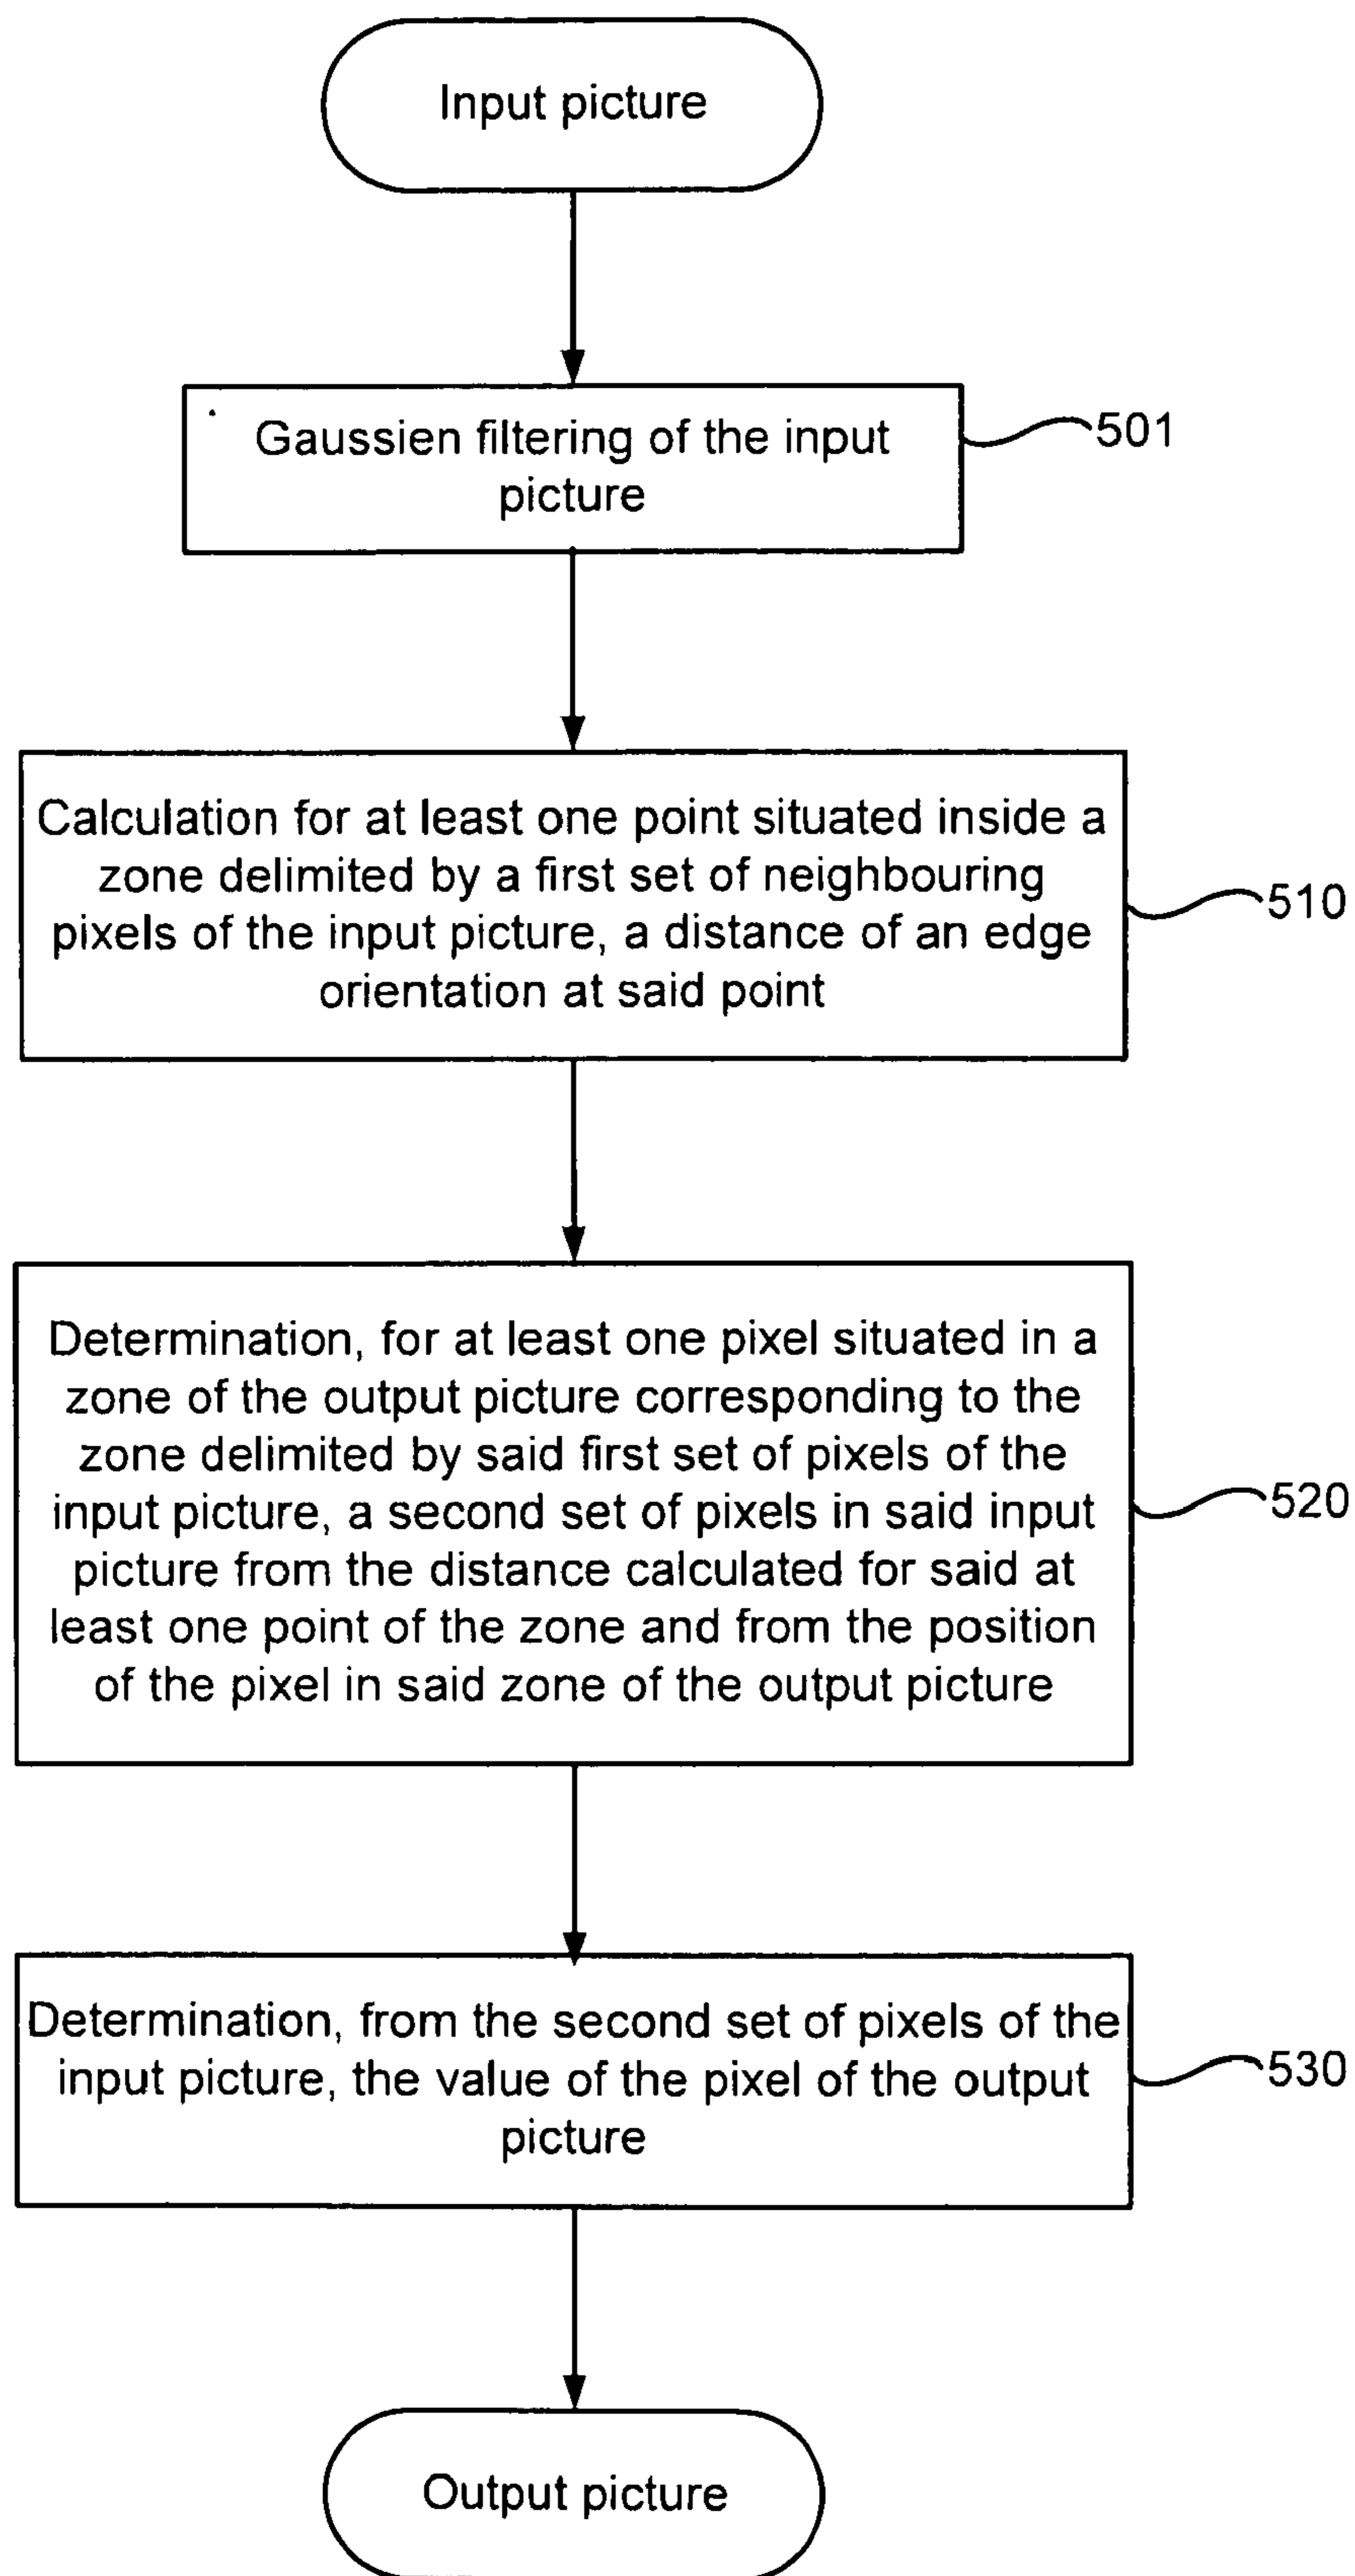 Input picture
Gaussien filtering of the input
picture
501
Calculation for at least one point situated inside a
zone delimited by a first set of neighbouring
pixels of the input picture, a distance of an edge
orientation at said point
510
Determination, for at least one pixel situated in a
zone of the output picture corresponding to the
zone delimited by said first set of pixels of the
input picture, a second set of pixels in said input
picture from the distance calculated for said at
least one point of the zone and from the position
of the pixel in said zone of the output picture
520
Determination, from the second set of pixels of the
input picture, the value of the pixel of the output
picture
530
Output picture